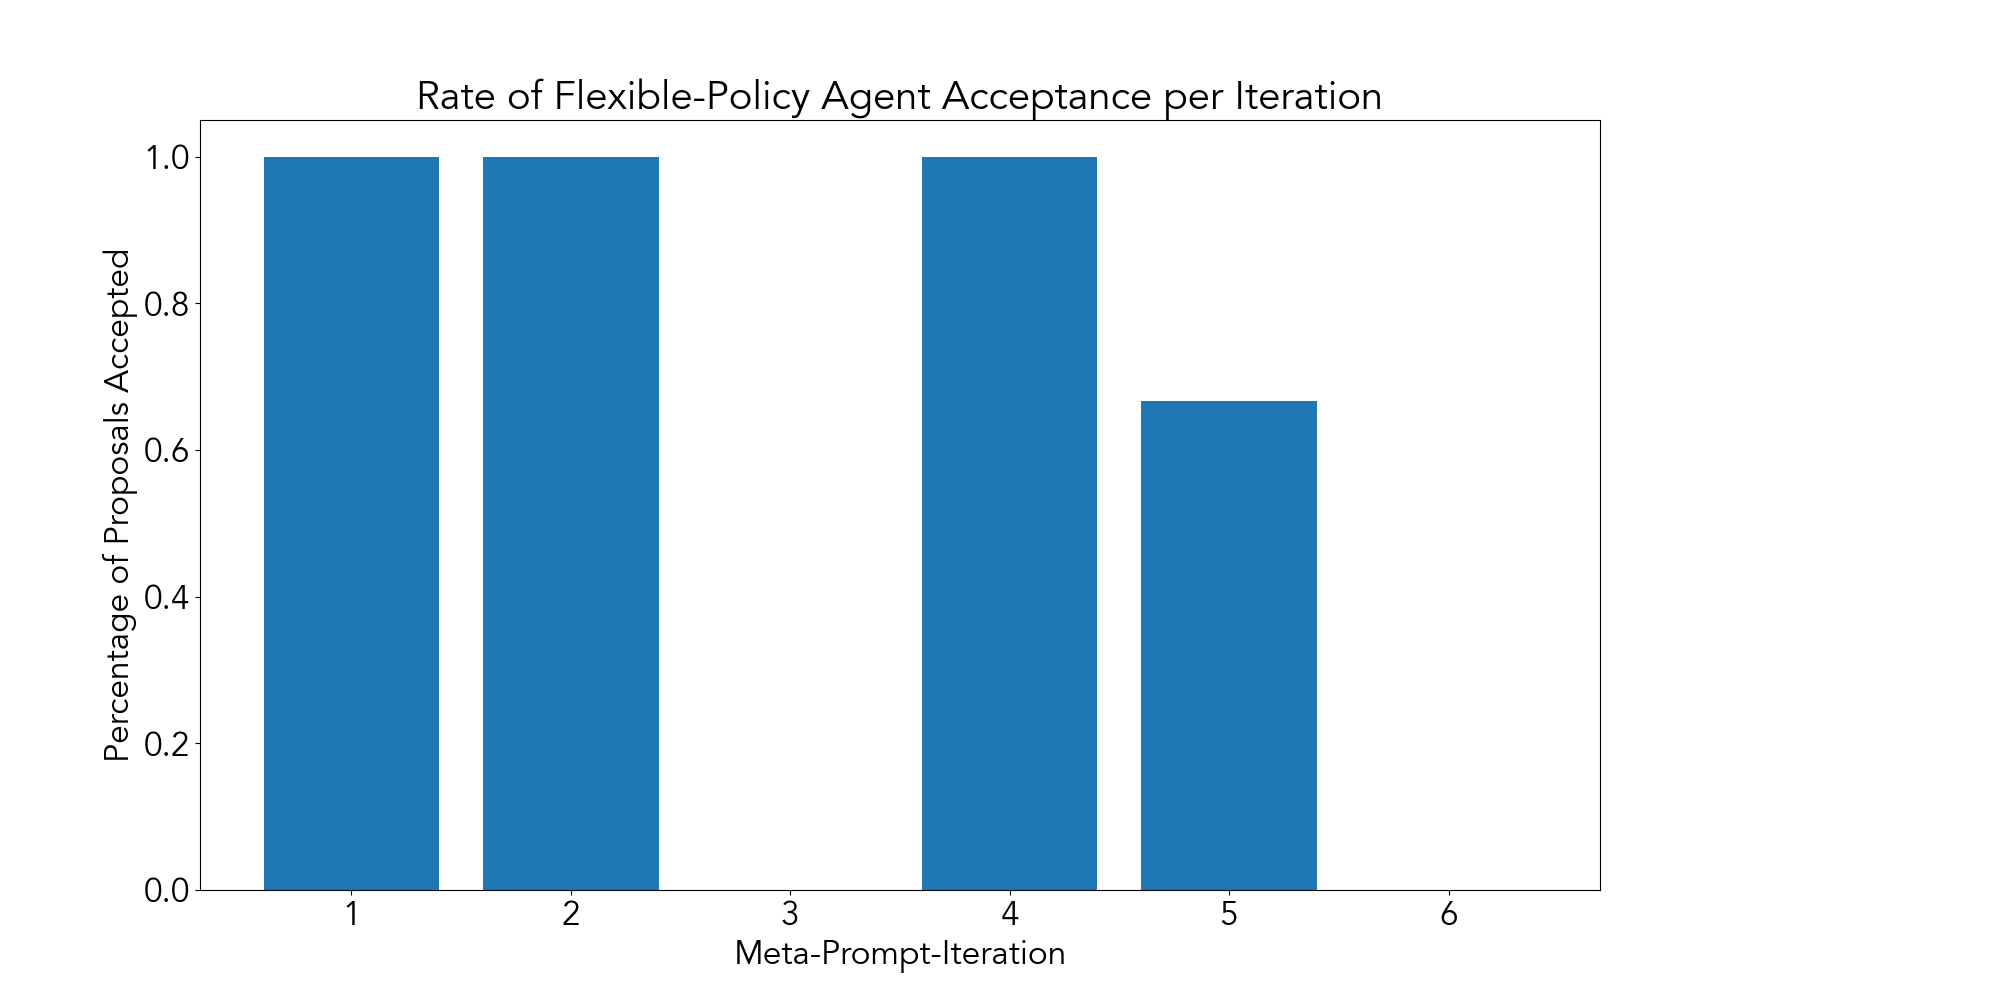 Rate of Flexible-Policy Agent Acceptance per Iteration
Percentage of Proposals Accepted
1.0
0.8
0.6
0.4
0.2
0.0
1 2 3 4 5 6
Meta-Prompt-Iteration